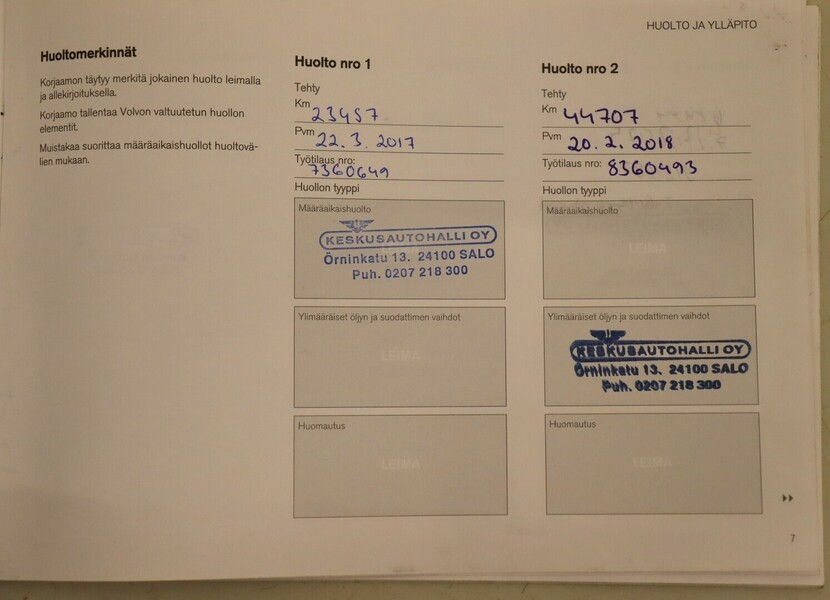 HUOLTO JA YLLÄPITO
Huoltomerkinnät
Korjaamon täytyy merkitä jokainen huolto leimalla
ja allekirjoituksella.
Korjaamo tallentaa Volvon valtuutetun huollon
elementit.
Muistakaa suorittaa määräaikaishuollot huoltovä-
lien mukaan.
Huolto nro 1
Tehty
Km 23457
Pvm 22.3.2017
Työtilaus nro: 7360649
Huollon tyyppi
Määräaikaishuolto
KESKUSAUTOHALLI OY
Örninkatu 13. 24100 SALO
Puh. 0207 218 300
Ylimääräiset öljyn ja suodattimen vaihdot
LEIMA
Huomautus
LEIMA
Huolto nro 2
Tehty
Km 44707
Pvm 20.2.2018
Työtilaus nro: 8360493
Huollon tyyppi
Määräaikaishuolto
LEIMA
Ylimääräiset öljyn ja suodattimen vaihdot
KESKUSAUTOHALLI OY
Örninkatu 13. 24100 SALO
Puh. 0207 218 300
Huomautus
LEIMA
7